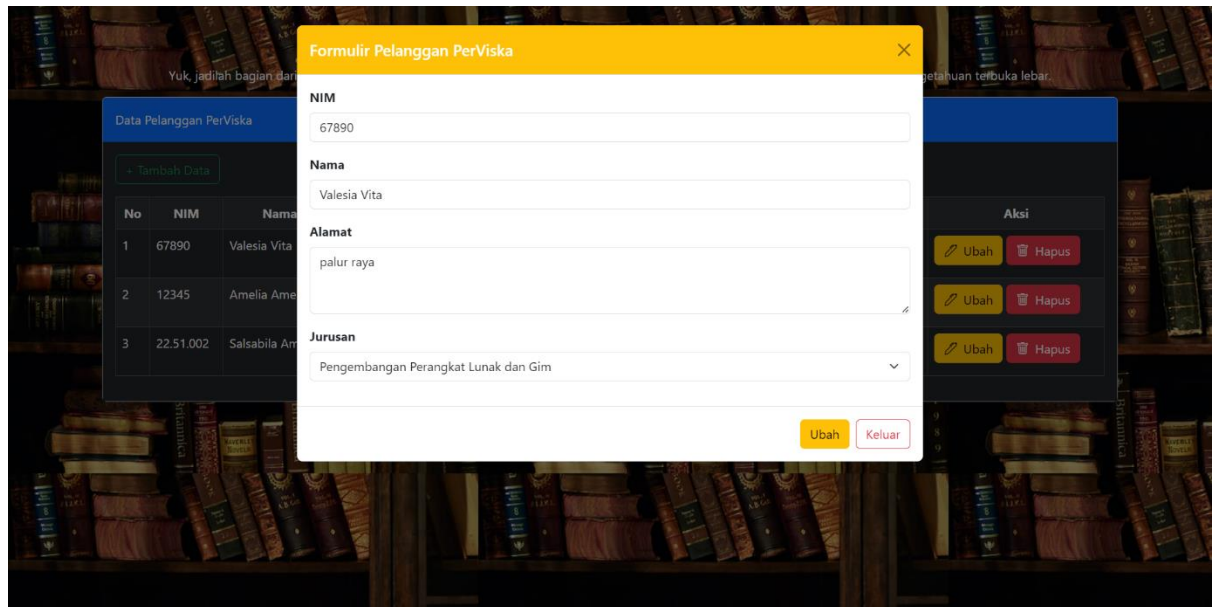 Formulir Pelanggan PerViska
Yuk, jadilah bagian dari
getahuan terbuka lebar.
NIM
67890
Nama
Valesia Vita
Alamat
palur raya
Jurusan
Pengembangan Perangkat Lunak dan Gim
Ubah Keluar
Data Pelanggan PerViska
+ Tambah Data
No NIM Nama Aksi
1 67890 Valesia Vita Ubah Hapus
2 12345 Amelia Ame Ubah Hapus
3 22.51.002 Salsabila Am Ubah Hapus
Britannica
Britannica